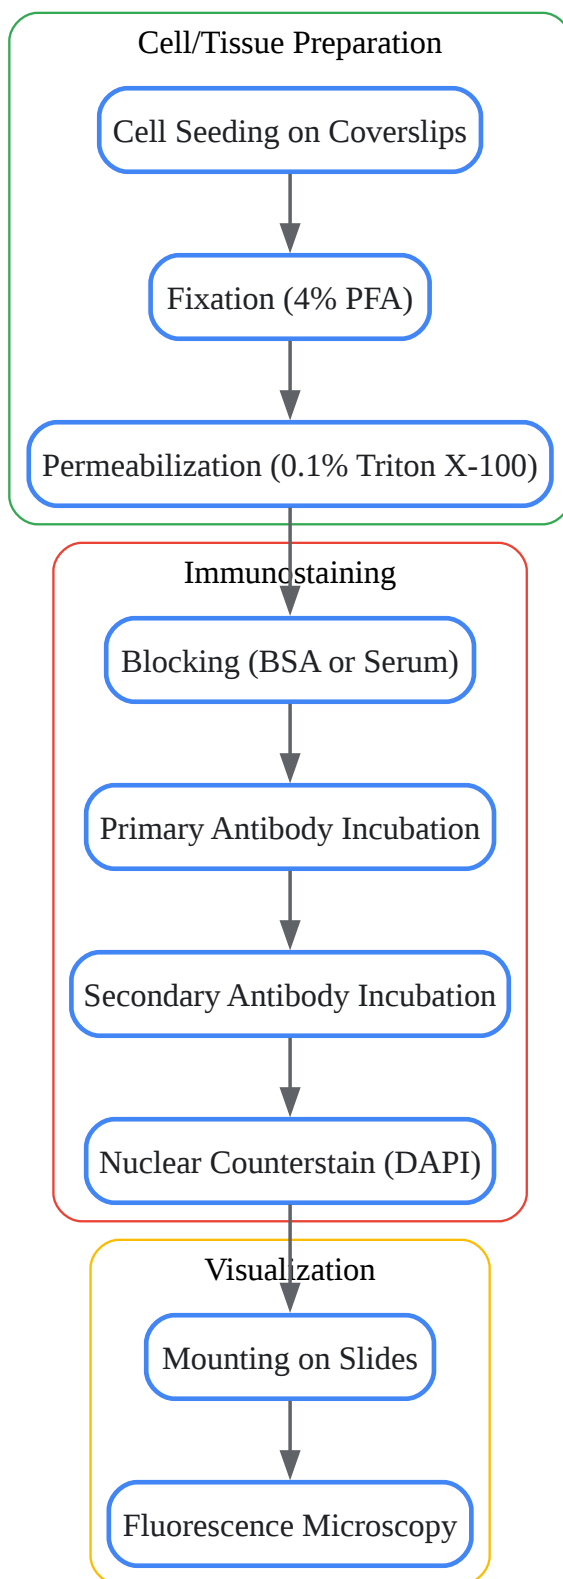 Cell/Tissue Preparation
Cell Seeding on Coverslips
Fixation (4% PFA)
Permeabilization (0.1% Triton X-100)
Immunostaining
Blocking (BSA or Serum)
Primary Antibody Incubation
Secondary Antibody Incubation
Nuclear Counterstain (DAPI)
Visualization
Mounting on Slides
Fluorescence Microscopy